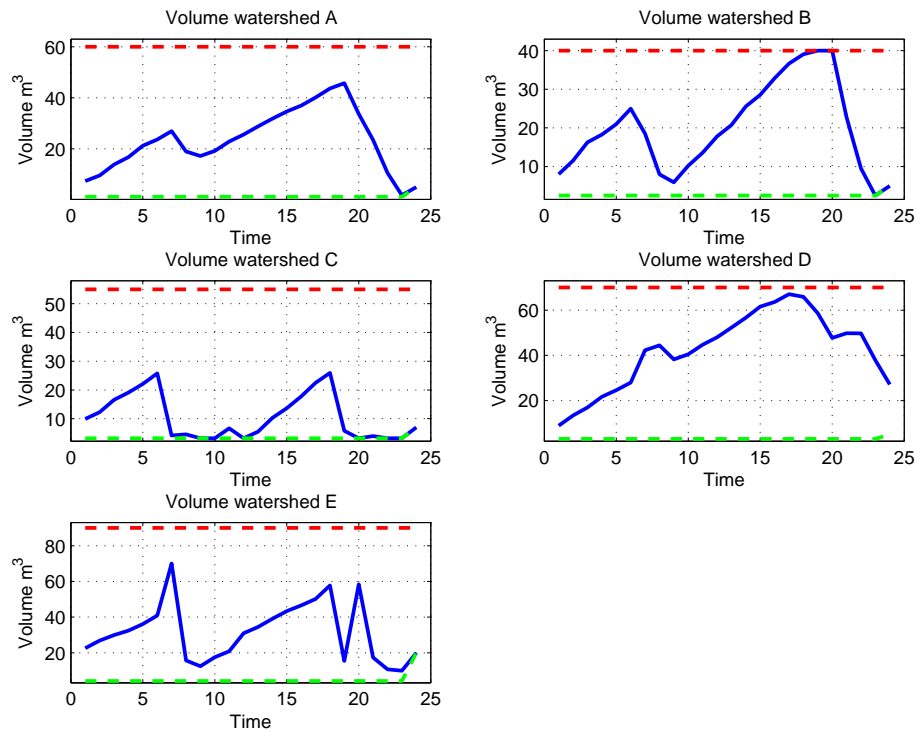 Volume watershed A
Volume m³
60
40
20
0 5 10 15 20 25
Time
Volume watershed B
Volume m³
40
30
20
10
0 5 10 15 20 25
Time
Volume watershed C
Volume m³
50
40
30
20
10
0 5 10 15 20 25
Time
Volume watershed D
Volume m³
60
40
20
0 5 10 15 20 25
Time
Volume watershed E
Volume m³
80
60
40
20
0 5 10 15 20 25
Time